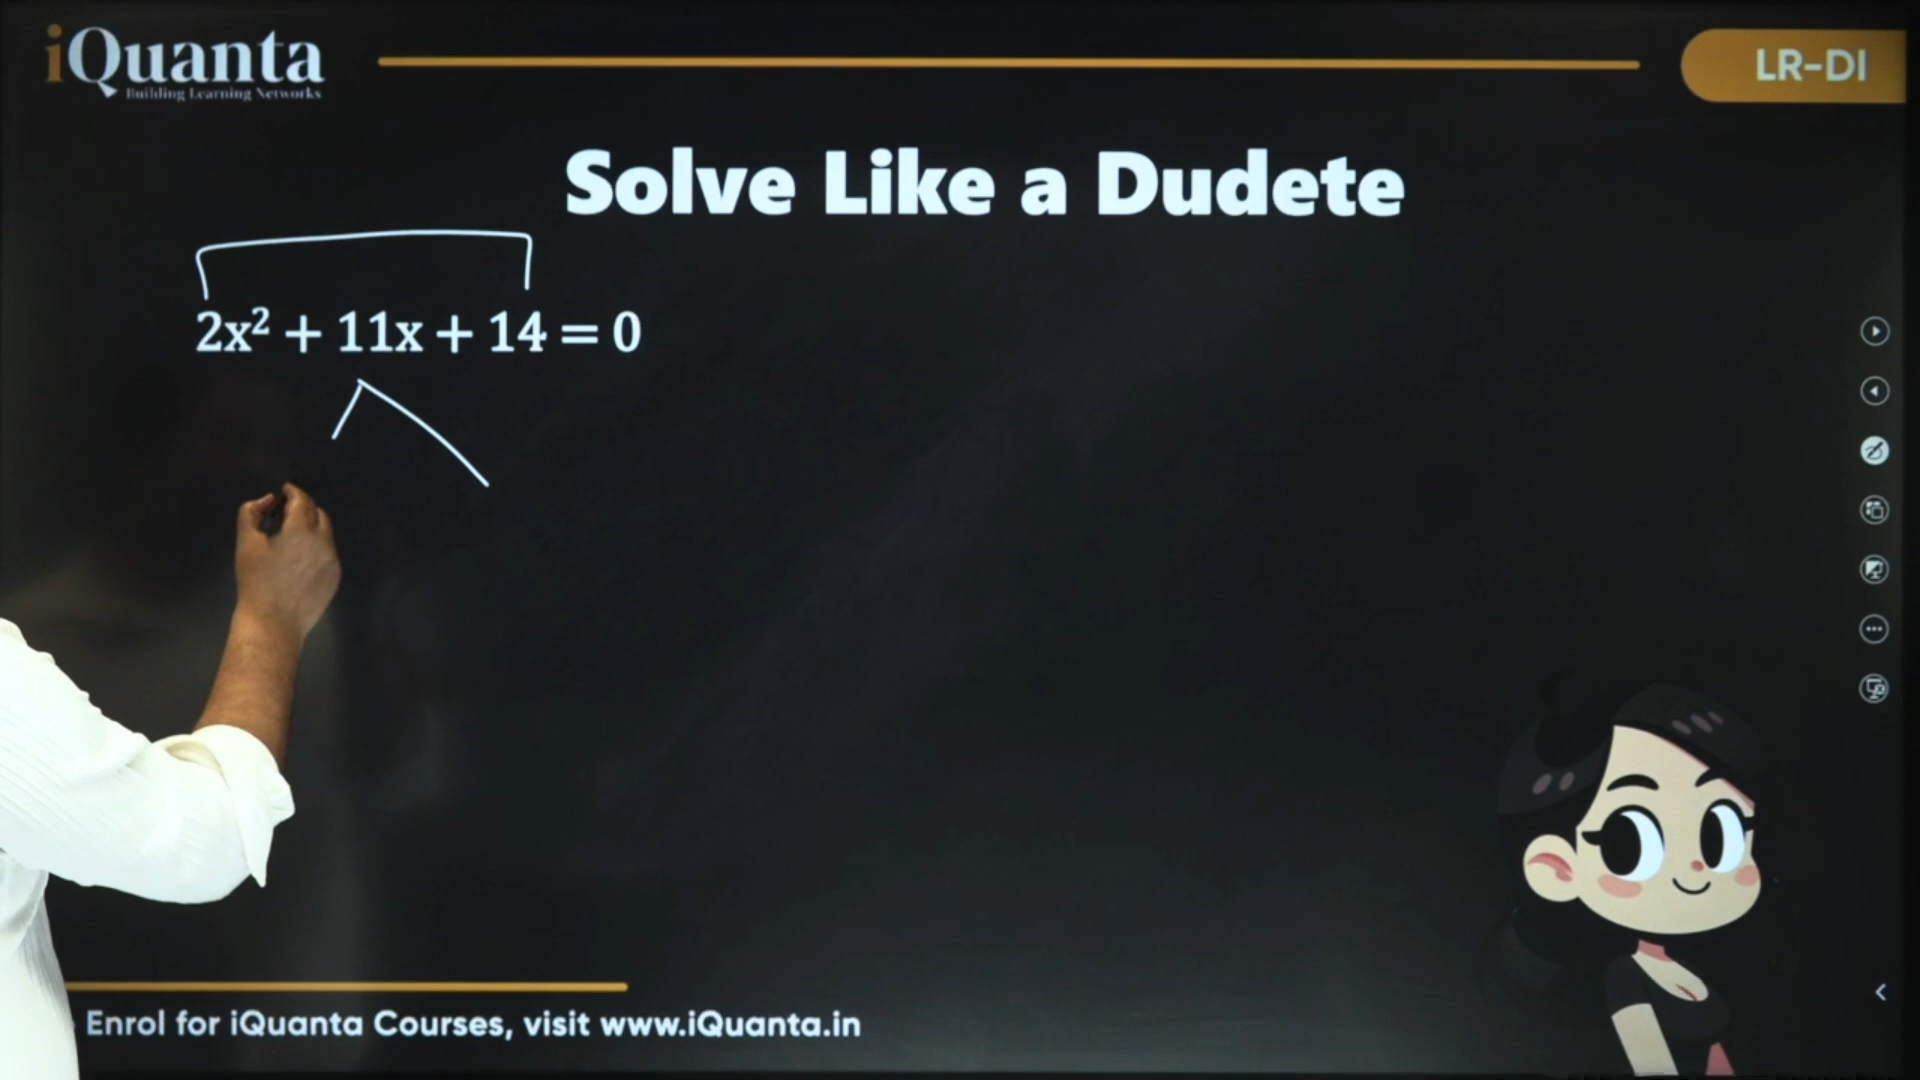 iQuanta
Building Learning Networks
LR-DI
Solve Like a Dudete
2x² + 11x + 14 = 0
Enrol for iQuanta Courses, visit www.iQuanta.in